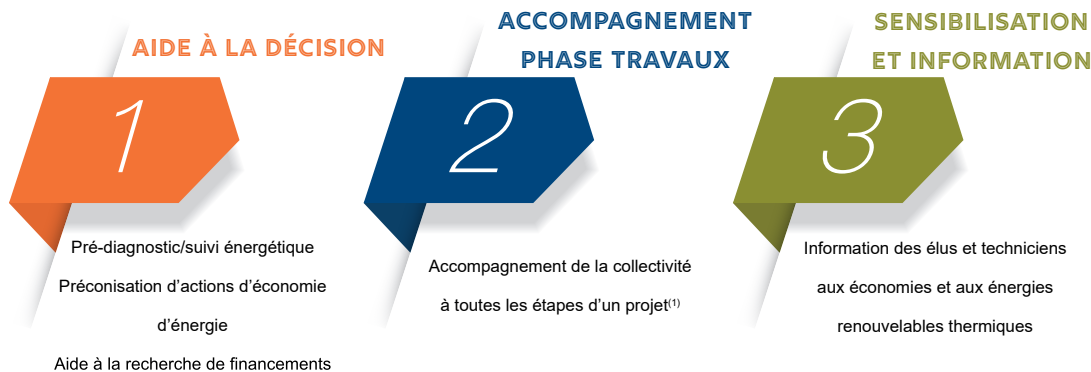 AIDE À LA DÉCISION
1
Pré-diagnostic/suivi énergétique
Préconisation d'actions d'économie
d'énergie
Aide à la recherche de financements
ACCOMPAGNEMENT
PHASE TRAVAUX
2
Accompagnement de la collectivité
à toutes les étapes d'un projet(1)
SENSIBILISATION
ET INFORMATION
3
Information des élus et techniciens
aux économies et aux énergies
renouvelables thermiques